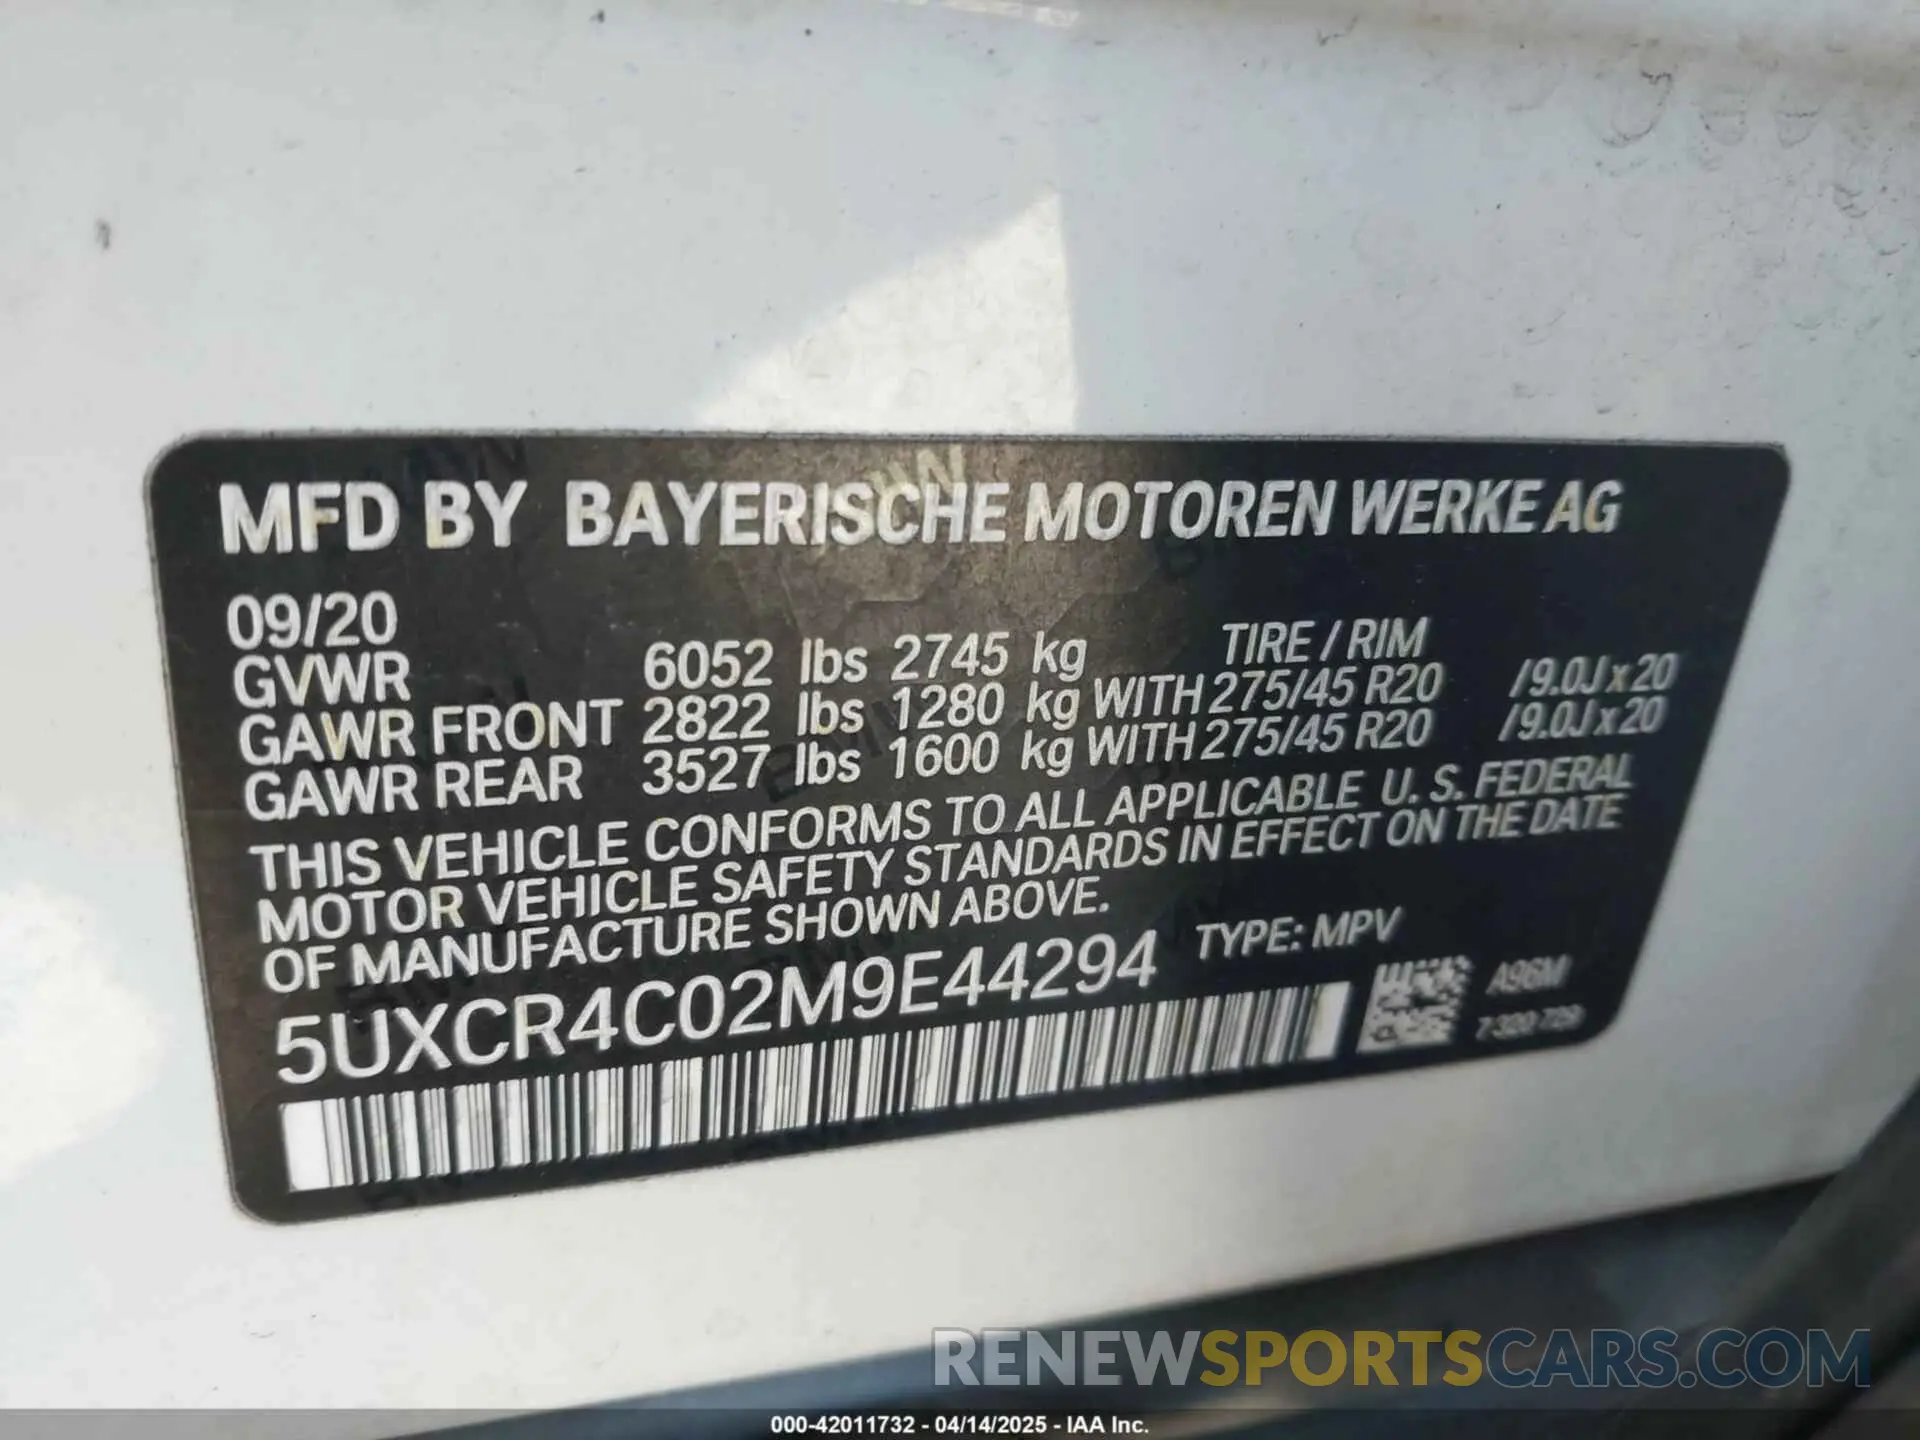 MFD BY BAYERISCHE MOTOREN WERKE AG
09/20
TIRE / RIM
GVWR 6052 lbs 2745 kg
GAWR FRONT 2822 lbs 1280 kg WITH 275/45 R20 /9.0J x 20
GAWR REAR 3527 lbs 1600 kg WITH 275/45 R20 /9.0J x 20
THIS VEHICLE CONFORMS TO ALL APPLICABLE U. S. FEDERAL
MOTOR VEHICLE SAFETY STANDARDS IN EFFECT ON THE DATE
OF MANUFACTURE SHOWN ABOVE.
5UXCR4C02M9E44294 TYPE: MPV
A96M
RENEWSPORTSCARS.COM
000-42011732 - 04/14/2025 - IAA Inc.